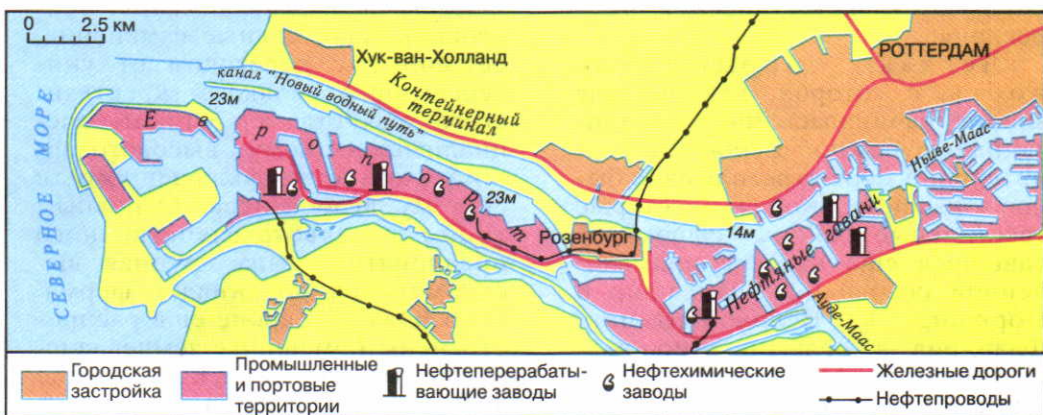 0 2.5 км
Хук-ван-Холланд
РОТТЕРДАМ
канал "Новый водный путь"
Контейнерный
терминал
23м
СЕВЕРНОЕ МОРЕ
Европорт
23м
Розенбург
14м
Ньиве-Маас
Нефтяные гавани
Ауде-Маас
Городская
застройка
Промышленные
и портовые
территории
Нефтеперерабаты-
вающие заводы
Нефтехимические
заводы
Железные дороги
Нефтепроводы